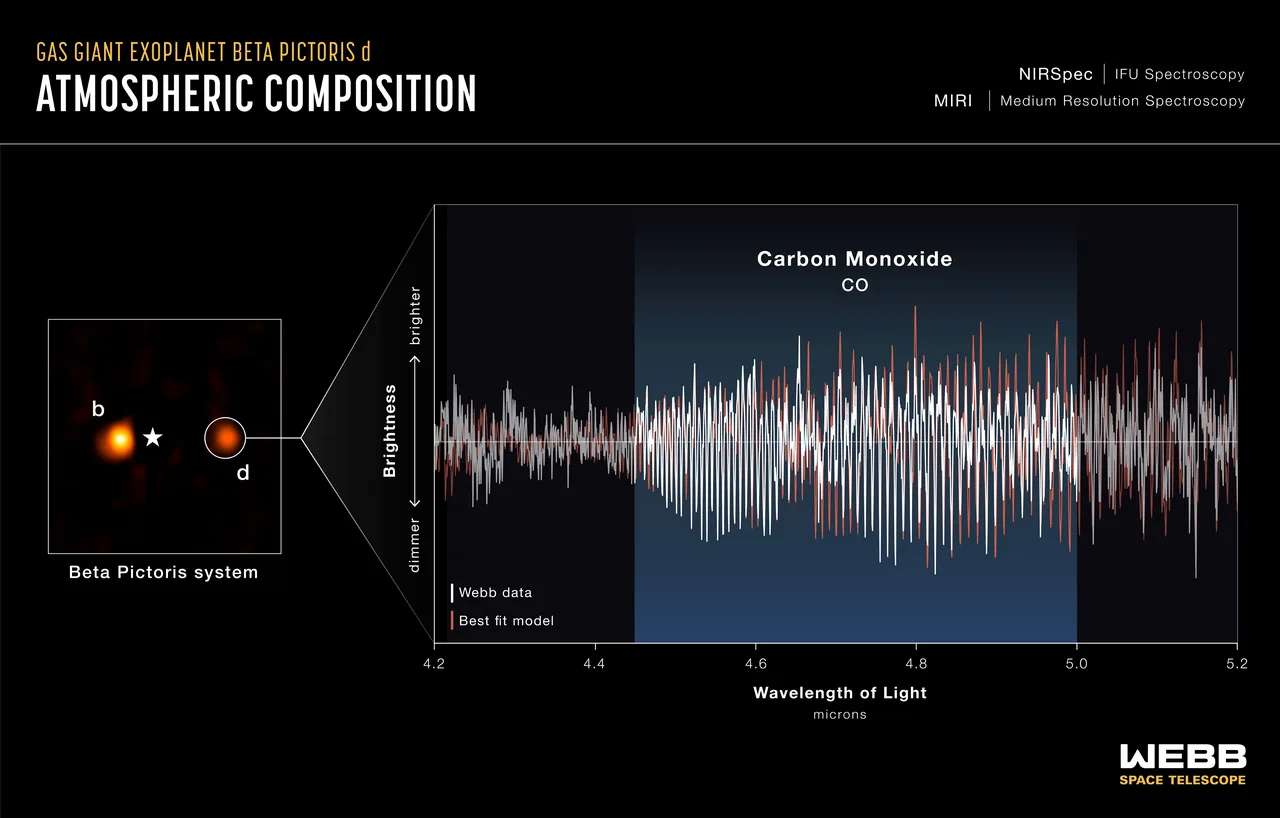 GAS GIANT EXOPLANET BETA PICTORIS d
ATMOSPHERIC COMPOSITION
NIRSpec | IFU Spectroscopy
MIRI | Medium Resolution Spectroscopy
b
d
Beta Pictoris system
Brightness
brighter
dimmer
Carbon Monoxide
CO
Webb data
Best fit model
4.2 4.4 4.6 4.8 5.0 5.2
Wavelength of Light
microns
WEBB
SPACE TELESCOPE